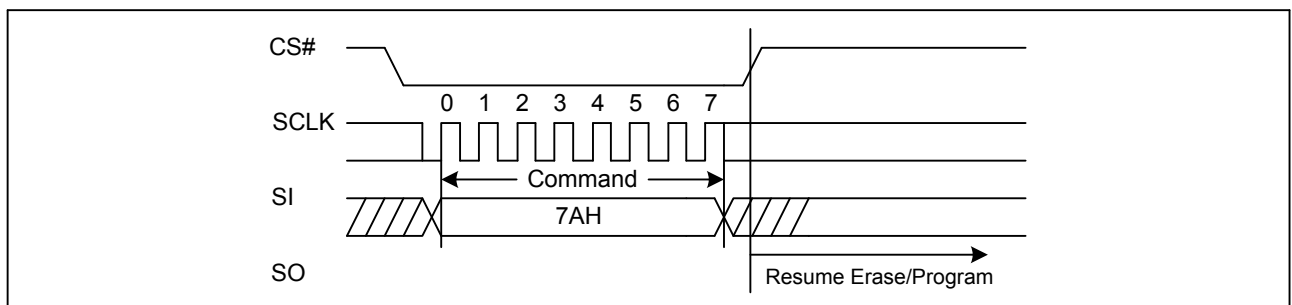 CS#
0 1 2 3 4 5 6 7
SCLK
Command
SI
7AH
SO
Resume Erase/Program